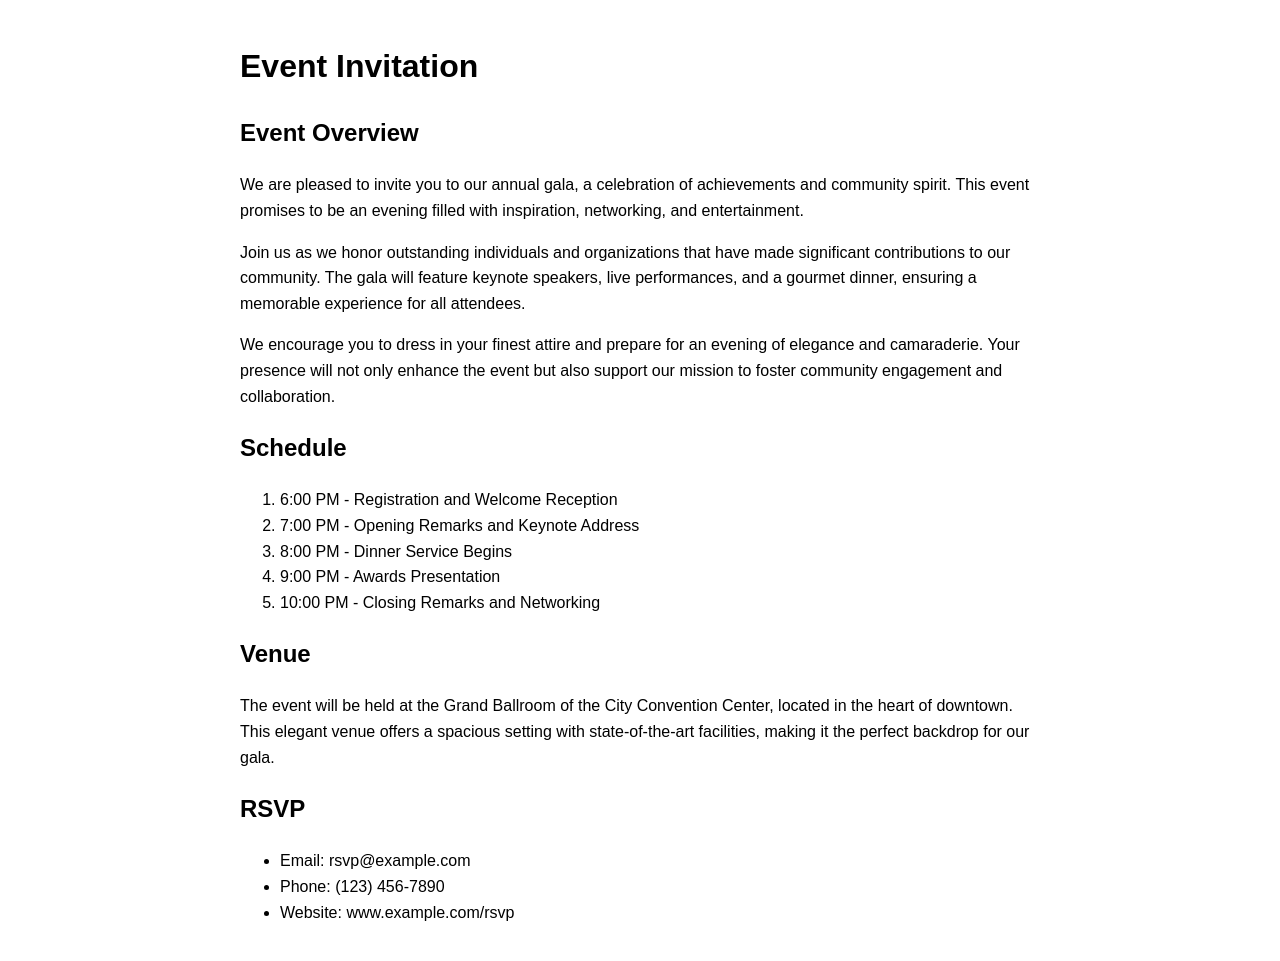 Event Invitation
Event Overview
We are pleased to invite you to our annual gala, a celebration of achievements and community spirit. This event
promises to be an evening filled with inspiration, networking, and entertainment.
Join us as we honor outstanding individuals and organizations that have made significant contributions to our
community. The gala will feature keynote speakers, live performances, and a gourmet dinner, ensuring a
memorable experience for all attendees.
We encourage you to dress in your finest attire and prepare for an evening of elegance and camaraderie. Your
presence will not only enhance the event but also support our mission to foster community engagement and
collaboration.
Schedule
1. 6:00 PM - Registration and Welcome Reception
2. 7:00 PM - Opening Remarks and Keynote Address
3. 8:00 PM - Dinner Service Begins
4. 9:00 PM - Awards Presentation
5. 10:00 PM - Closing Remarks and Networking
Venue
The event will be held at the Grand Ballroom of the City Convention Center, located in the heart of downtown.
This elegant venue offers a spacious setting with state-of-the-art facilities, making it the perfect backdrop for our
gala.
RSVP
• Email: rsvp@example.com
• Phone: (123) 456-7890
• Website: www.example.com/rsvp